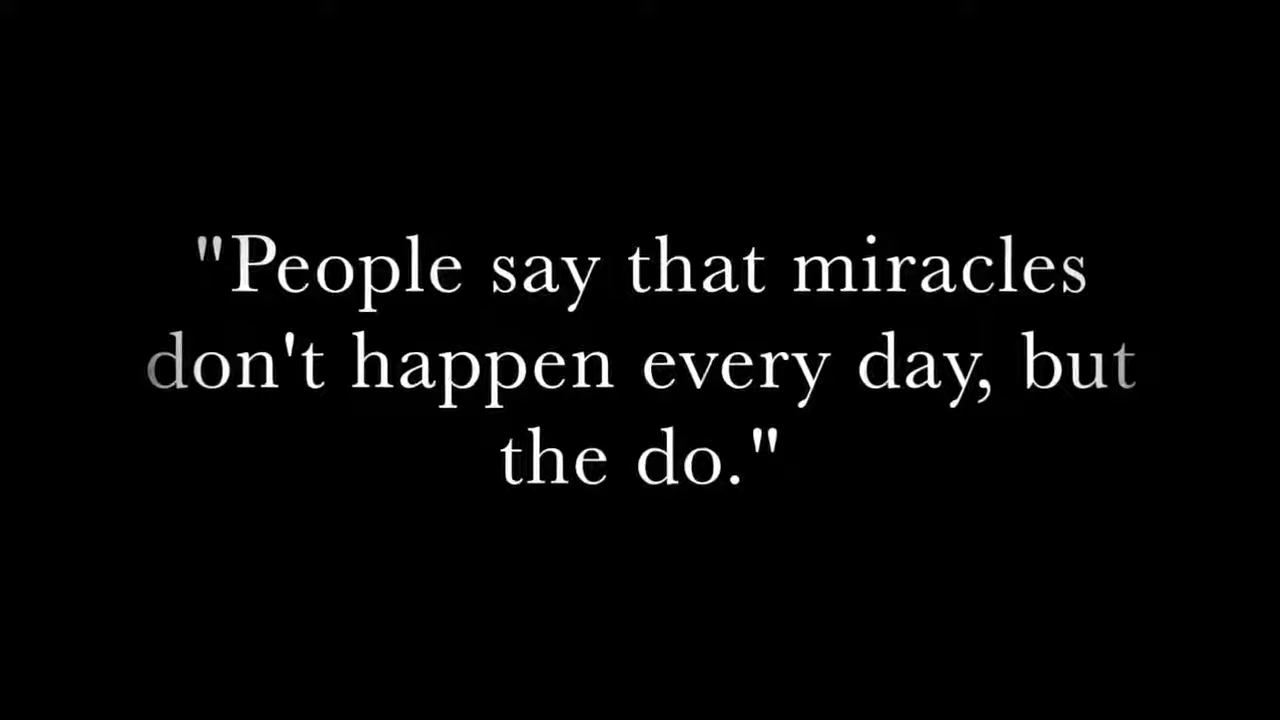 "People say that miracles
don't happen every day, but
the do."